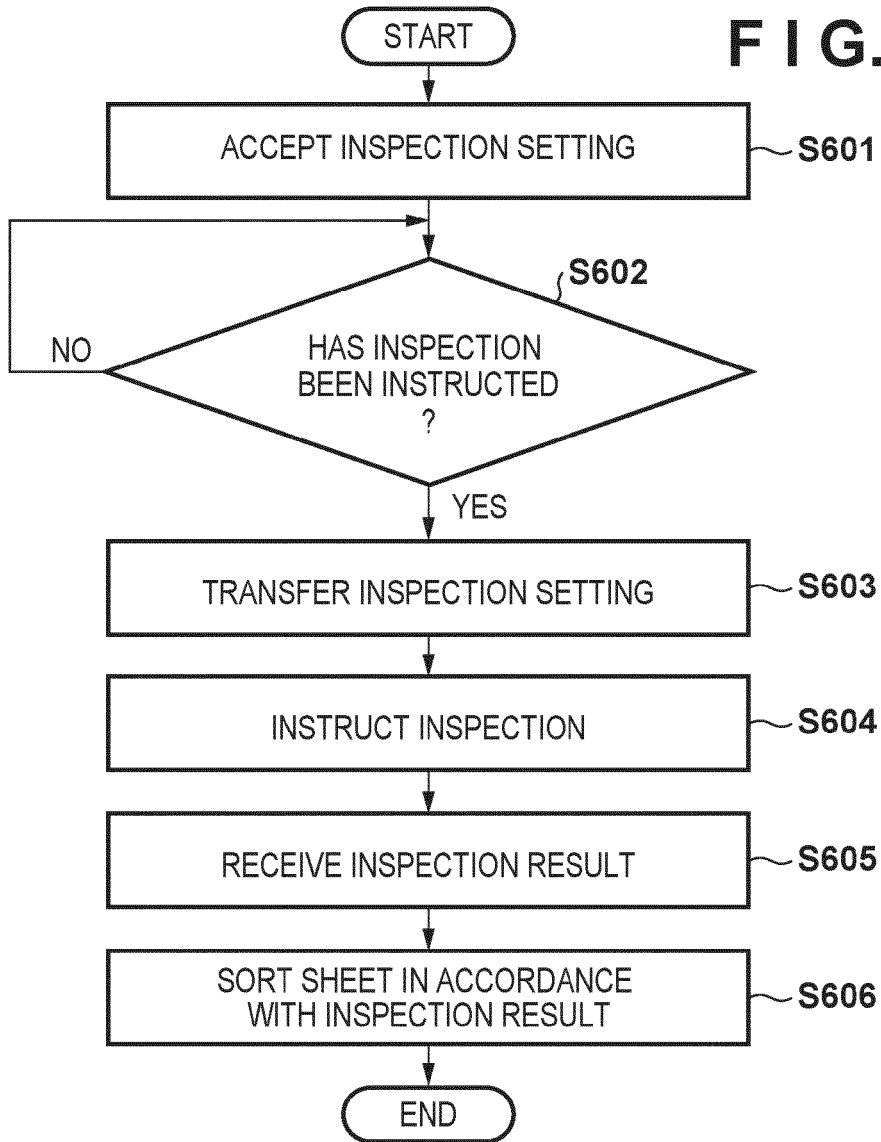 START
F I G.
ACCEPT INSPECTION SETTING
S601
S602
NO
HAS INSPECTION
BEEN INSTRUCTED
?
YES
TRANSFER INSPECTION SETTING
S603
INSTRUCT INSPECTION
S604
RECEIVE INSPECTION RESULT
S605
SORT SHEET IN ACCORDANCE
WITH INSPECTION RESULT
S606
END